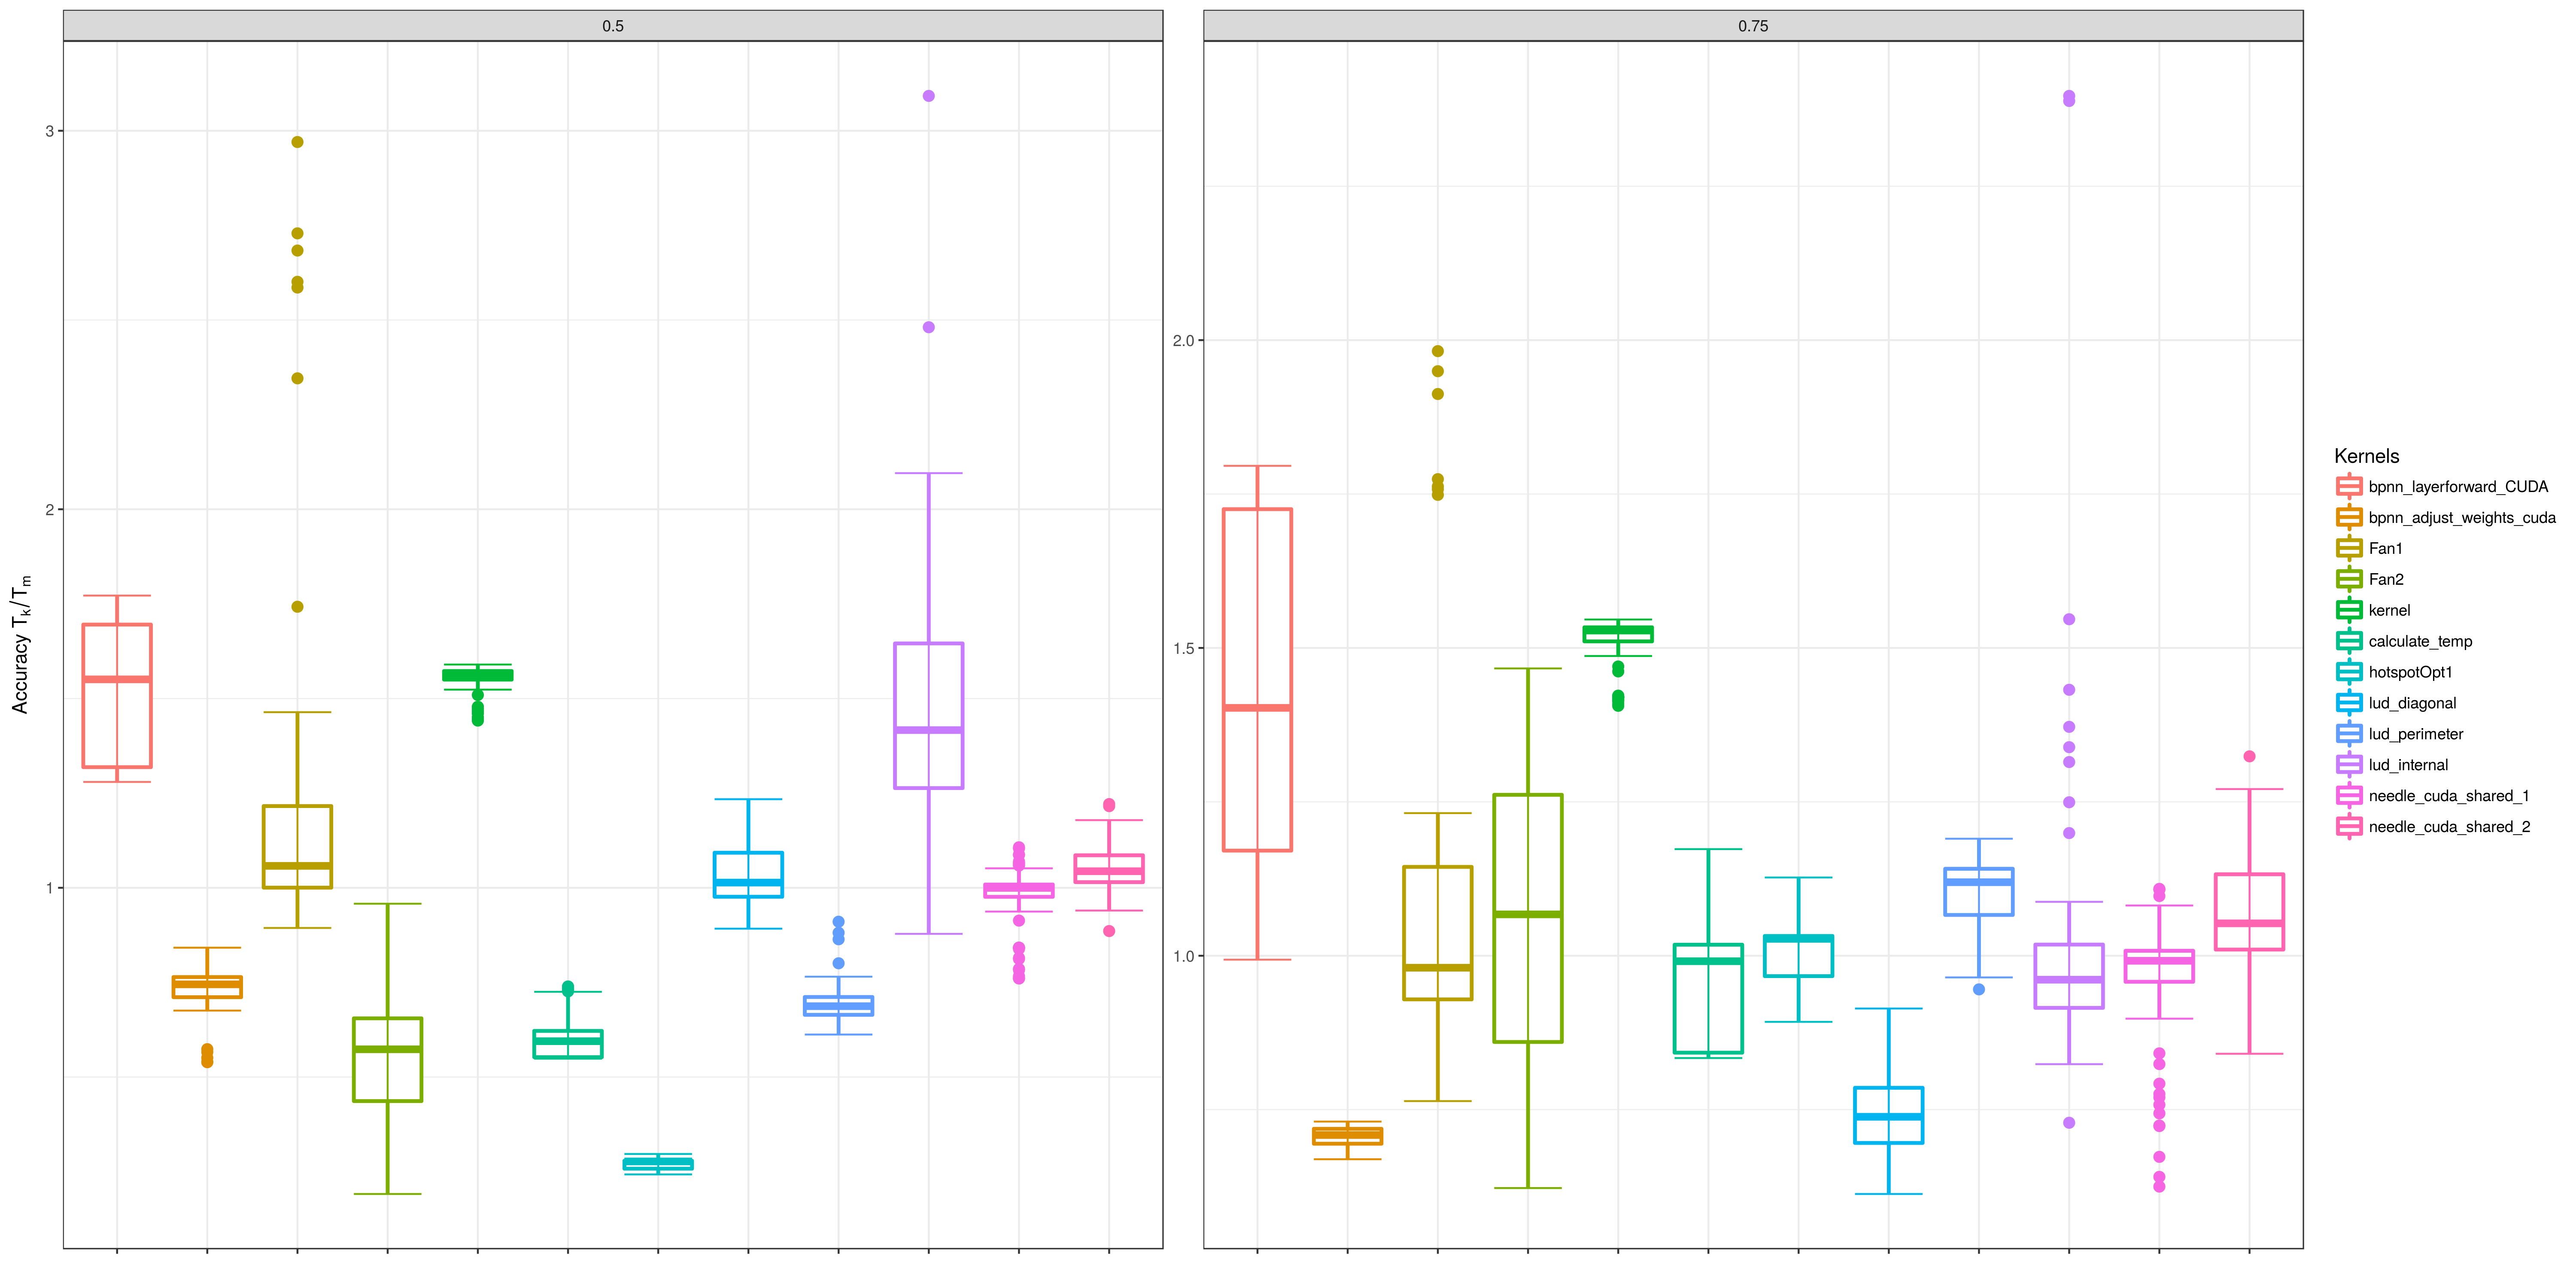 0.5
0.75
3
2
1
2.0
1.5
1.0
Accuracy Tk/Tm
Kernels
bpnn_layerforward_CUDA
bpnn_adjust_weights_cuda
Fan1
Fan2
kernel
calculate_temp
hotspotOpt1
lud_diagonal
lud_perimeter
lud_internal
needle_cuda_shared_1
needle_cuda_shared_2